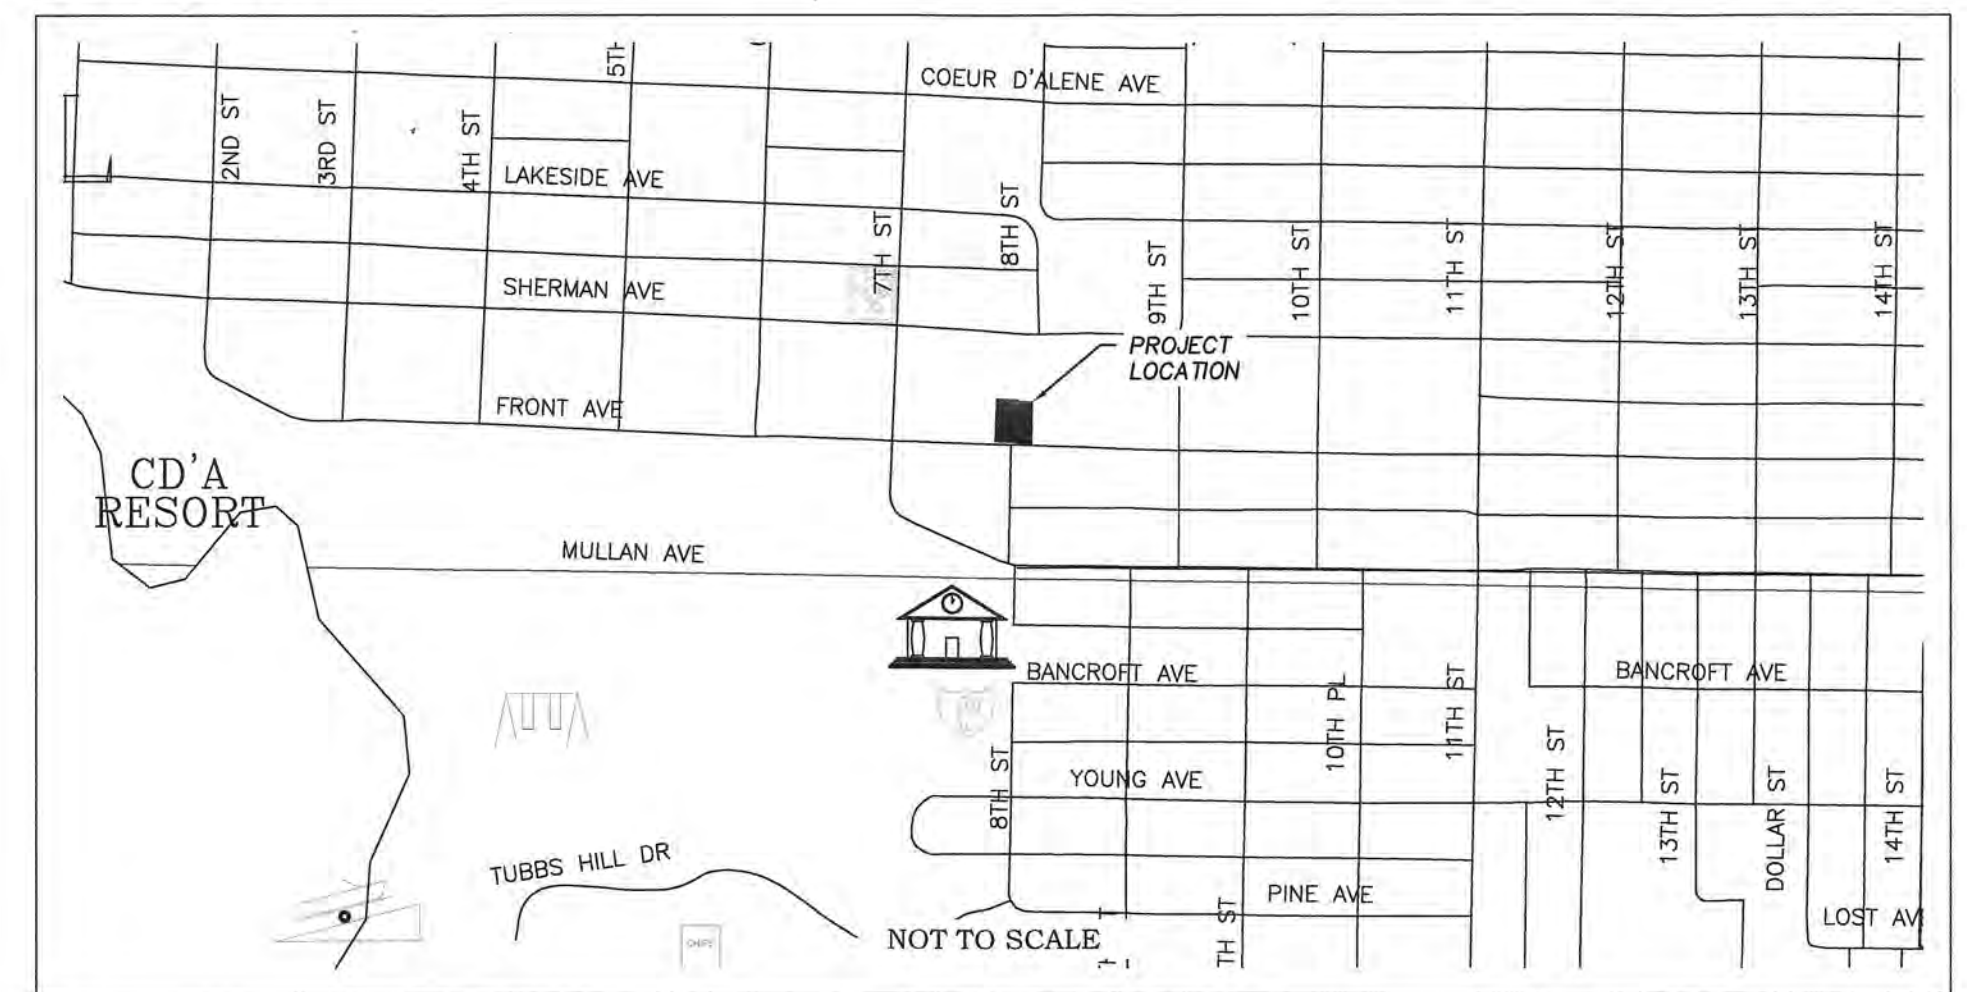 5TH
COEUR D'ALENE AVE
2ND ST
3RD ST
4TH ST
LAKESIDE AVE
7TH ST
8TH ST
9TH ST
10TH ST
11TH ST
12TH ST
13TH ST
14TH ST
SHERMAN AVE
PROJECT
LOCATION
FRONT AVE
CD'A
RESORT
MULLAN AVE
BANCROFT AVE
BANCROFT AVE
10TH PL
11TH ST
12TH ST
8TH ST
YOUNG AVE
13TH ST
DOLLAR ST
14TH ST
TUBBS HILL DR
PINE AVE
LOST AV
TH ST
NOT TO SCALE